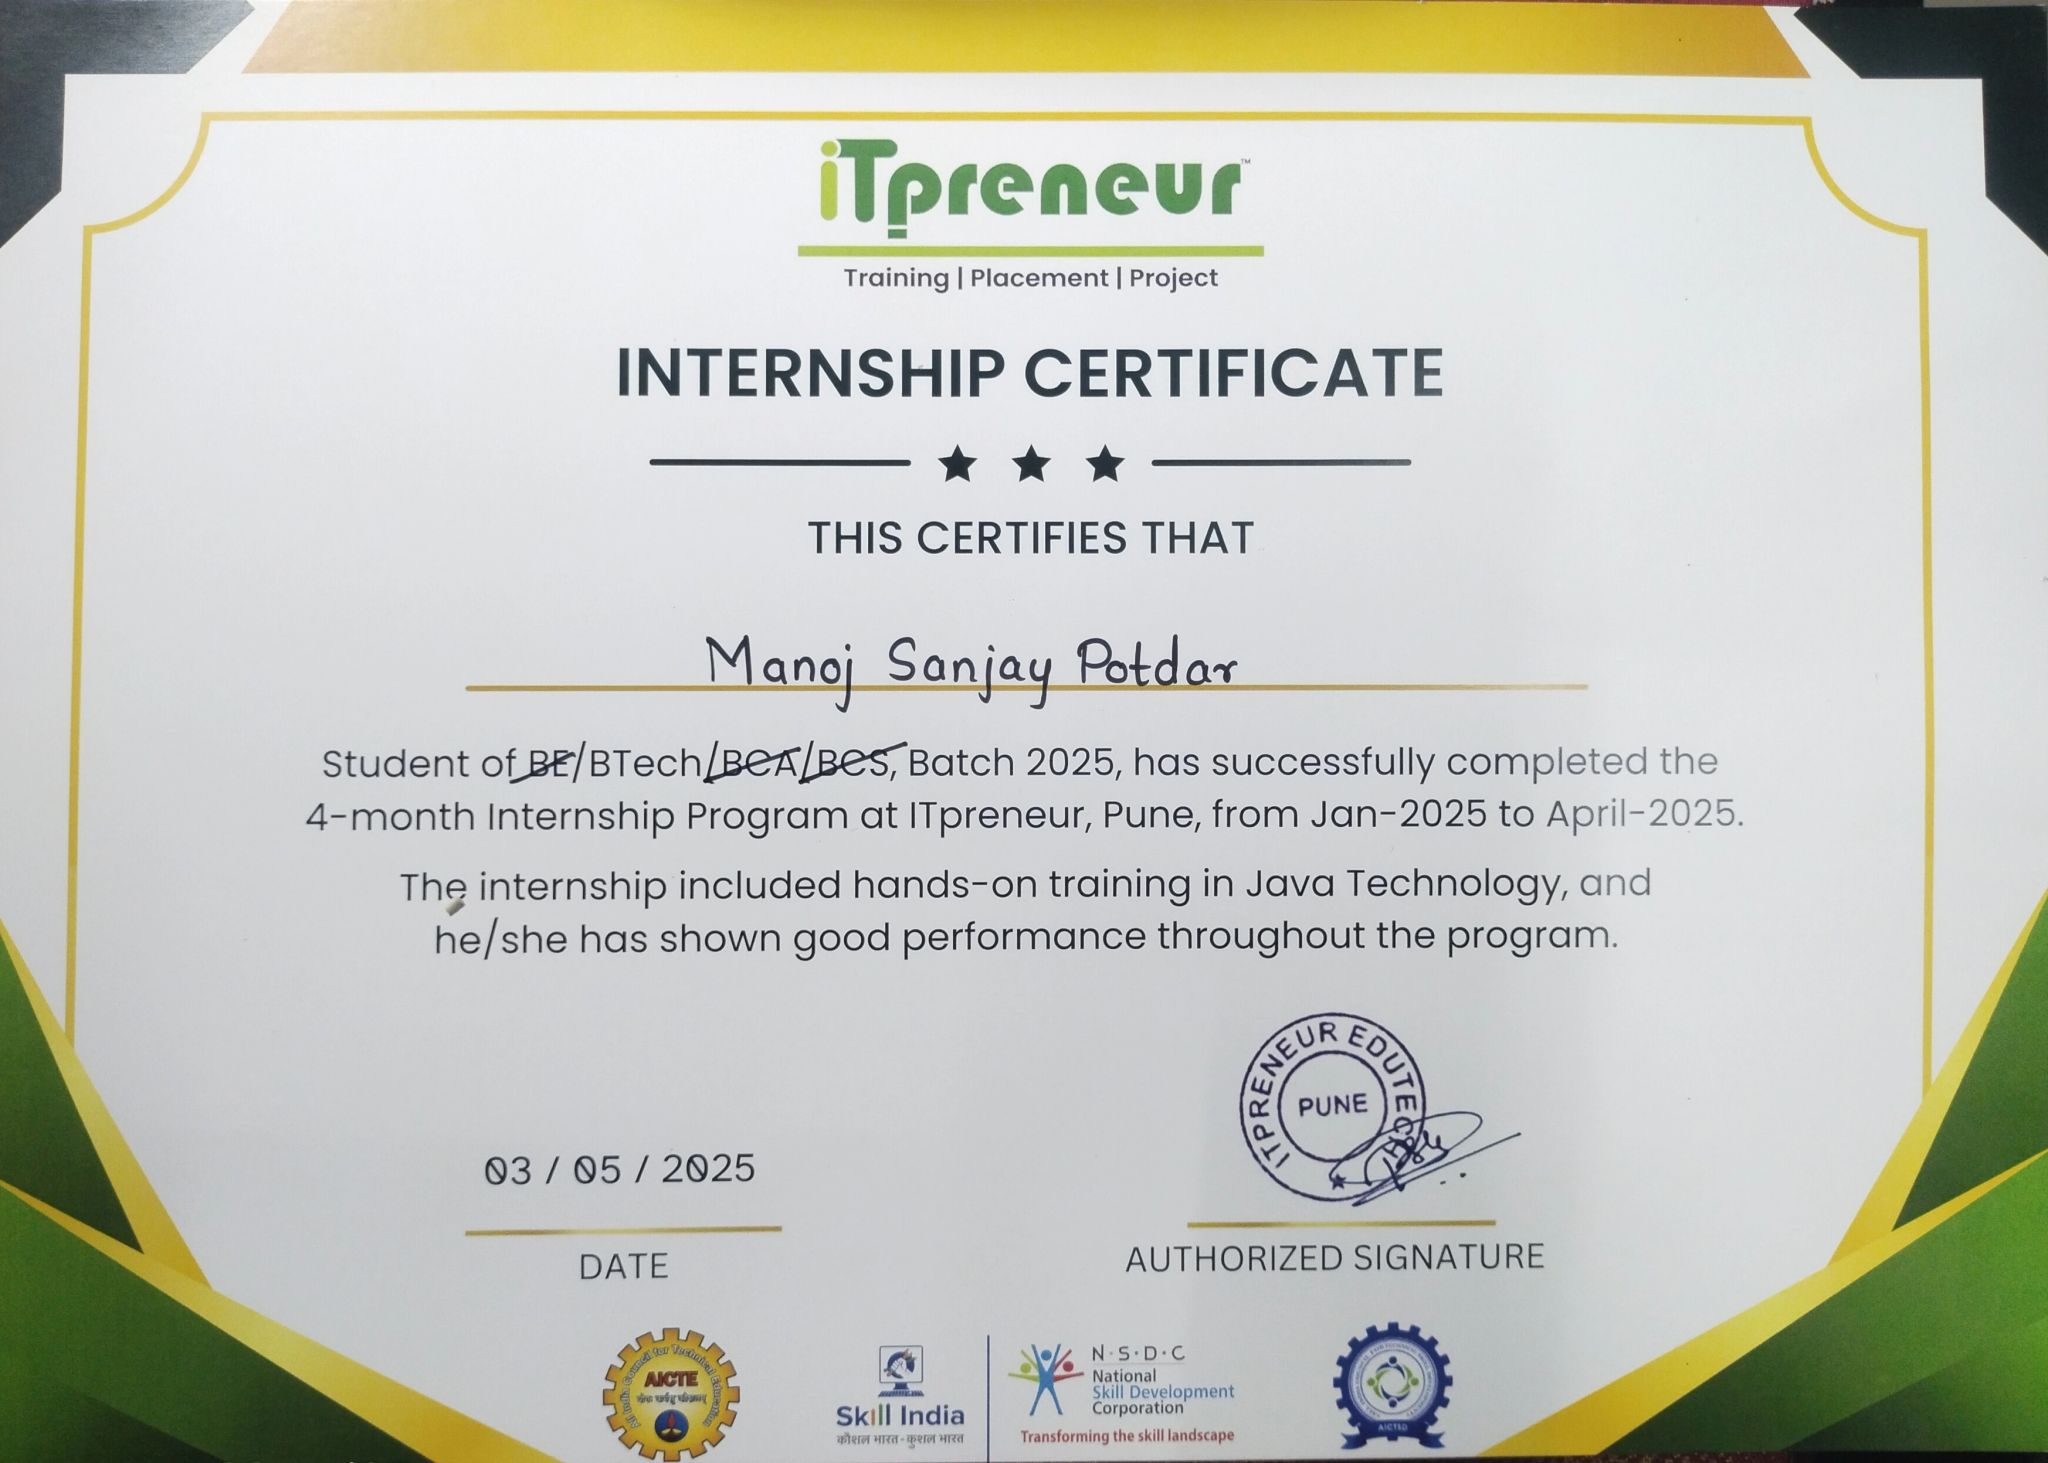 iTpreneur™
Training | Placement | Project
INTERNSHIP CERTIFICATE
THIS CERTIFIES THAT
Manoj Sanjay Potdar
Student of BE/BTech/BCA/BCS, Batch 2025, has successfully completed the
4-month Internship Program at ITpreneur, Pune, from Jan-2025 to April-2025.
The internship included hands-on training in Java Technology, and
he/she has shown good performance throughout the program.
ITPRENEUR EDUTECH
PUNE
03 / 05 / 2025
DATE
AUTHORIZED SIGNATURE
All India Council for Technical Education
AICTE
Skill India
कौशल भारत - कुशल भारत
N·S·D·C
National
Skill Development
Corporation
Transforming the skill landscape
AICTSD